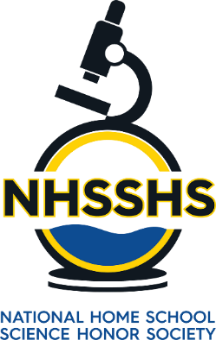 NHSSHS
NATIONAL HOME SCHOOL
SCIENCE HONOR SOCIETY